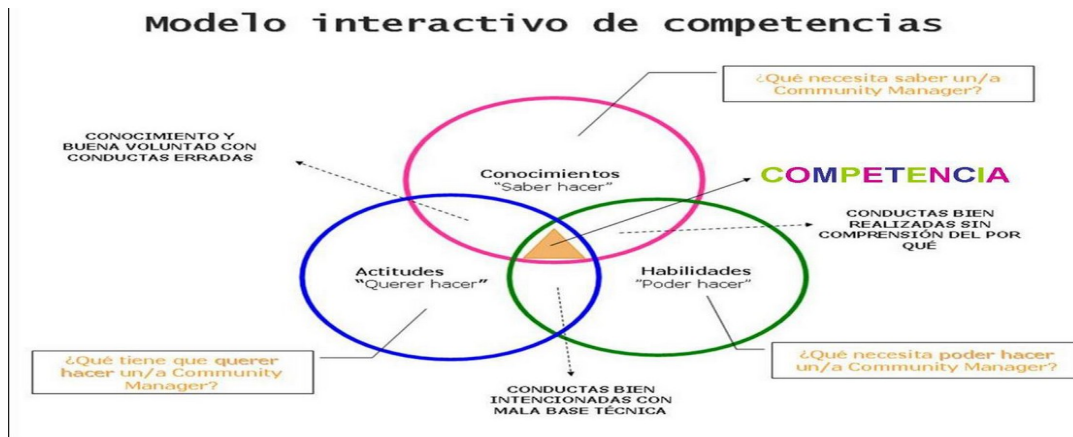 Modelo interactivo de competencias
¿Qué necesita saber un/a
Community Manager?
CONOCIMIENTO Y
BUENA VOLUNTAD CON
CONDUCTAS ERRADAS
Conocimientos
"Saber hacer"
COMPETENCIA
CONDUCTAS BIEN
REALIZADAS SIN
COMPRENSIÓN DEL POR
QUÉ
Actitudes
"Querer hacer"
Habilidades
"Poder hacer"
¿Qué tiene que querer
hacer un/a Community
Manager?
CONDUCTAS BIEN
INTENCIONADAS CON
MALA BASE TÉCNICA
¿Qué necesita poder hacer
un/a Community Manager?